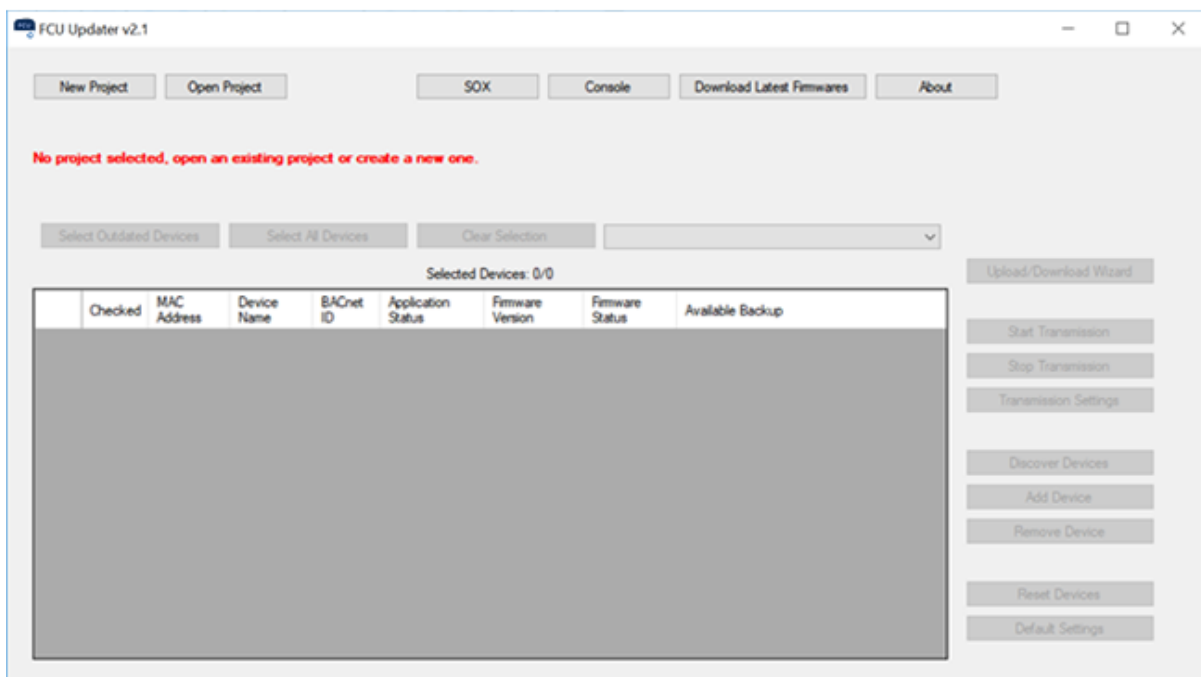 FCU Updater v2.1
New Project Open Project SOX Console Download Latest Firmwares About
No project selected, open an existing project or create a new one.
Select Outdated Devices Select All Devices Clear Selection
Selected Devices: 0/0
Upload/Download Wizard
Checked MAC Address Device Name BACnet ID Application Status Firmware Version Firmware Status Available Backup
Start Transmission
Stop Transmission
Transmission Settings
Discover Devices
Add Device
Remove Device
Reset Devices
Default Settings